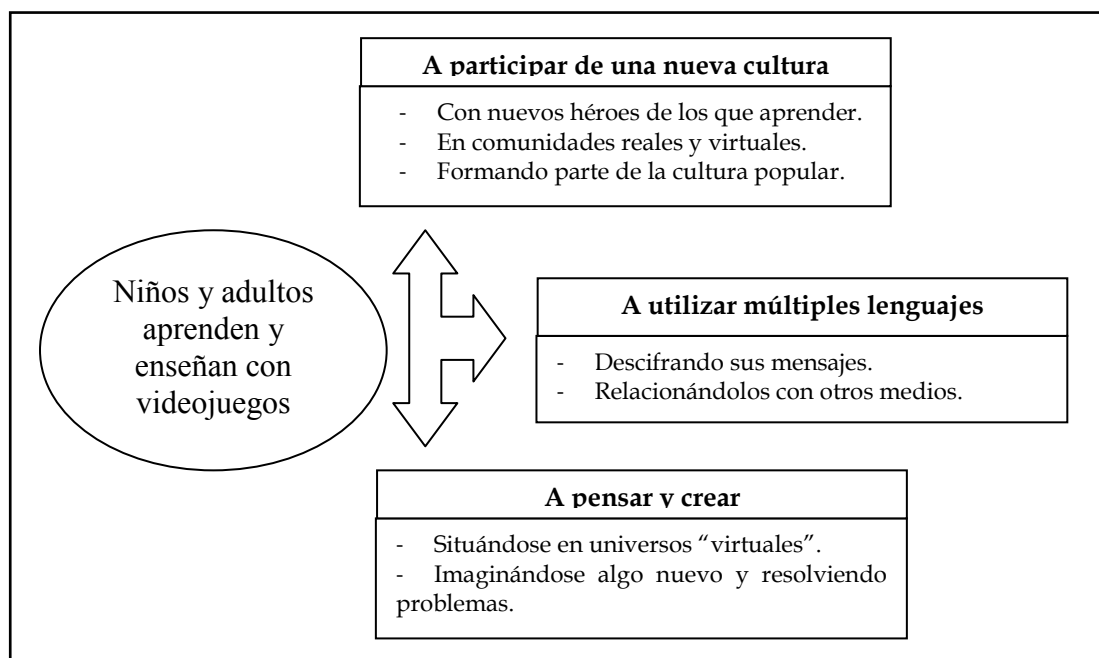 A participar de una nueva cultura
- Con nuevos héroes de los que aprender.
- En comunidades reales y virtuales.
- Formando parte de la cultura popular.
Niños y adultos
aprenden y
enseñan con
videojuegos
A utilizar múltiples lenguajes
- Descifrando sus mensajes.
- Relacionándolos con otros medios.
A pensar y crear
- Situándose en universos “virtuales”.
- Imaginándose algo nuevo y resolviendo
problemas.